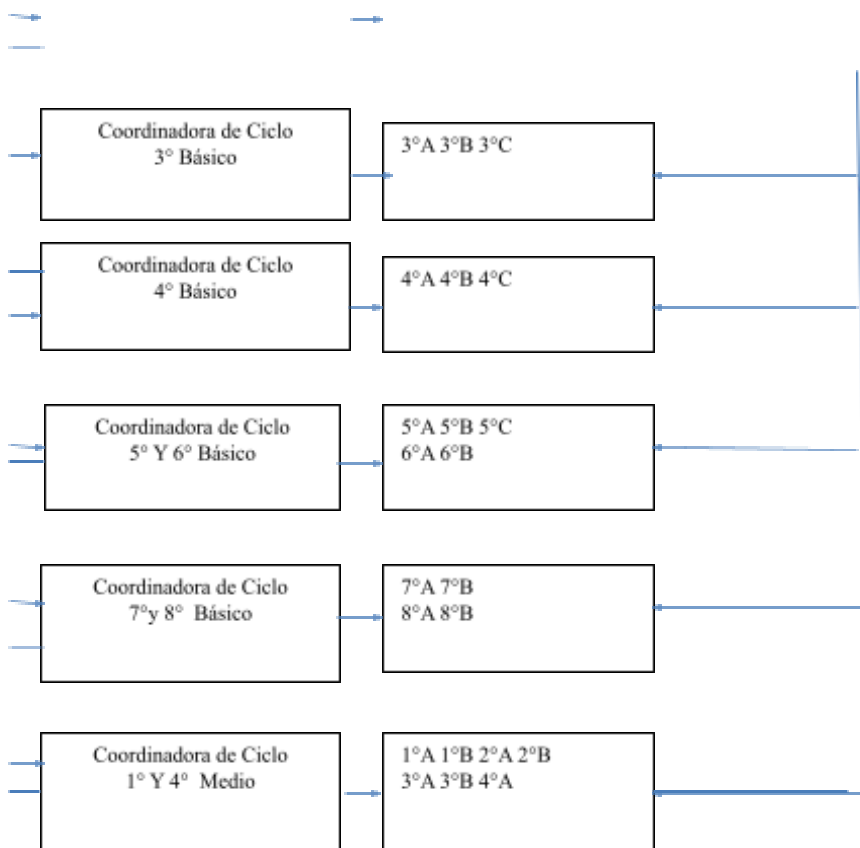 Coordinadora de Ciclo
3° Básico
3°A 3°B 3°C
Coordinadora de Ciclo
4° Básico
4°A 4°B 4°C
Coordinadora de Ciclo
5° Y 6° Básico
5°A 5°B 5°C
6°A 6°B
Coordinadora de Ciclo
7°y 8° Básico
7°A 7°B
8°A 8°B
Coordinadora de Ciclo
1° Y 4° Medio
1°A 1°B 2°A 2°B
3°A 3°B 4°A